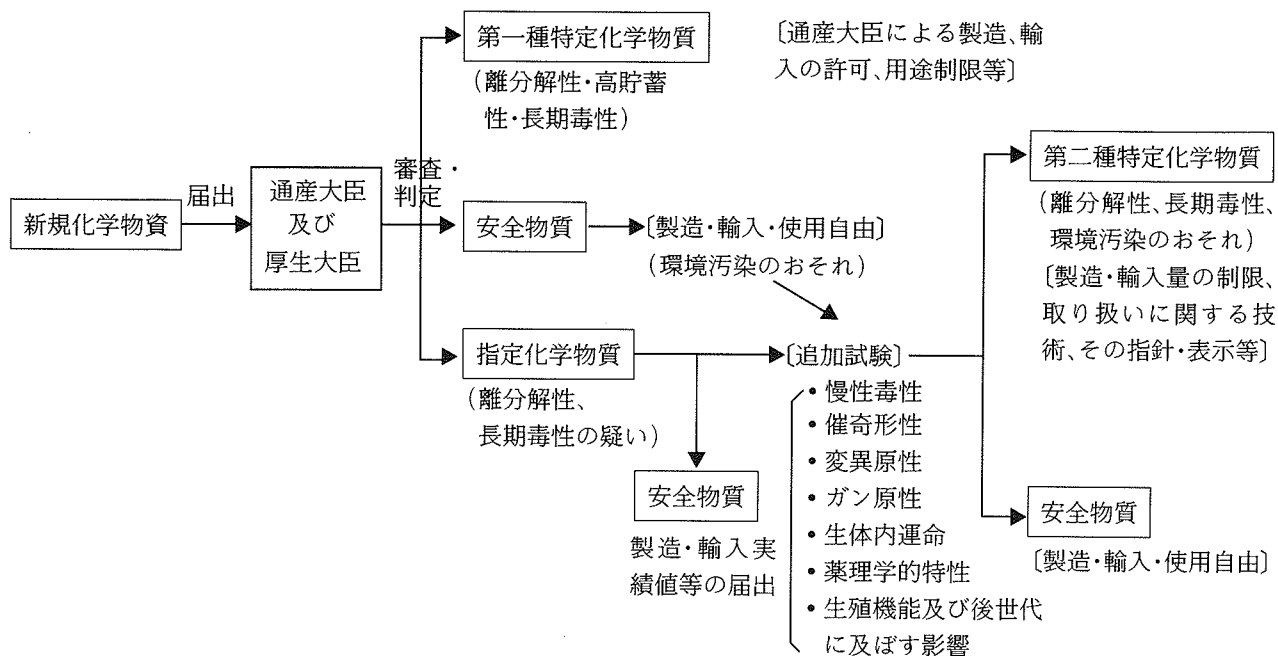 第一種特定化学物質
(離分解性・高貯蓄
性・長期毒性)
〔通産大臣による製造、輸
入の許可、用途制限等〕
新規化学物資
届出
通産大臣
及び
厚生大臣
審査・
判定
安全物質
〔製造・輸入・使用自由〕
(環境汚染のおそれ)
指定化学物質
(離分解性、
長期毒性の疑い)
安全物質
製造・輸入実
績値等の届出
〔追加試験〕
・慢性毒性
・催奇形性
・変異原性
・ガン原性
・生体内運命
・薬理学的特性
・生殖機能及び後世代
に及ぼす影響
第二種特定化学物質
(離分解性、長期毒性、
環境汚染のおそれ)
〔製造・輸入量の制限、
取り扱いに関する技
術、その指針・表示等〕
安全物質
〔製造・輸入・使用自由〕